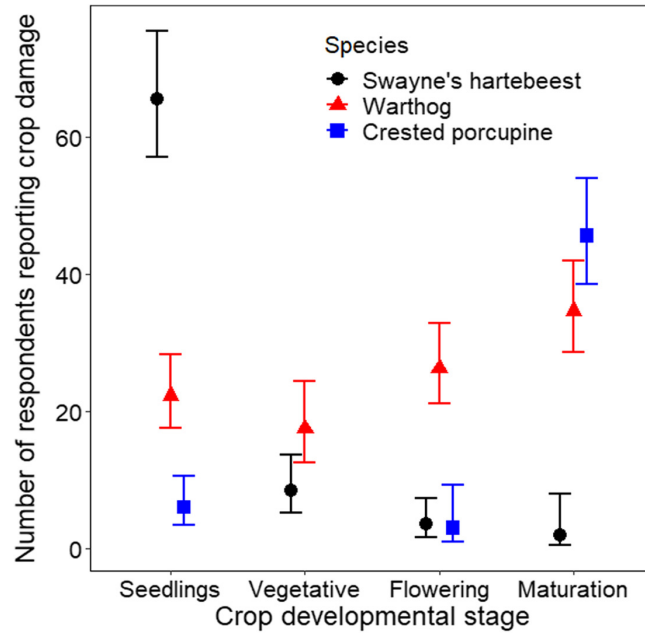 Number of respondents reporting crop damage
60
40
20
0
Species
Swayne's hartebeest
Warthog
Crested porcupine
Seedlings Vegetative Flowering Maturation
Crop developmental stage